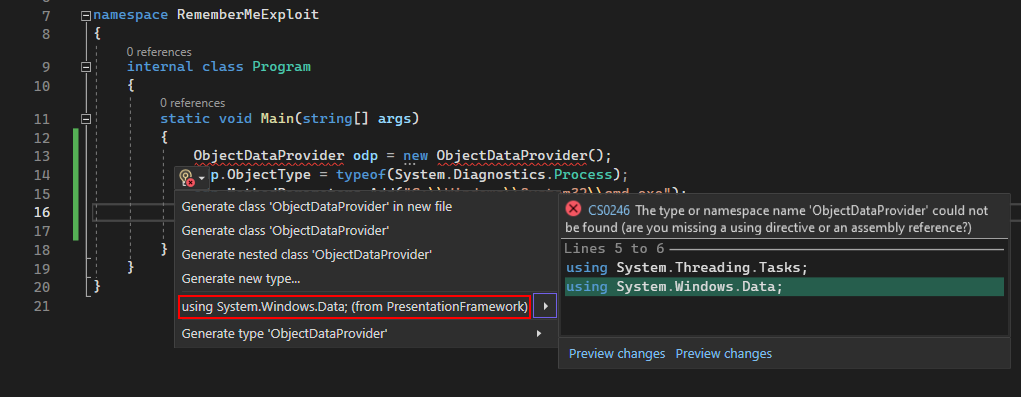 7 namespace RememberMeExploit
8 {
0 references
9 internal class Program
10 {
0 references
11 static void Main(string[] args)
12 {
13 ObjectDataProvider odp = new ObjectDataProvider();
14 p.ObjectType = typeof(System.Diagnostics.Process);
15
16
17
18 }
19 }
20 }
21
Generate class 'ObjectDataProvider' in new file
Generate class 'ObjectDataProvider'
Generate nested class 'ObjectDataProvider'
Generate new type...
using System.Windows.Data; (from PresentationFramework)
Generate type 'ObjectDataProvider'
CS0246 The type or namespace name 'ObjectDataProvider' could not
be found (are you missing a using directive or an assembly reference?)
Lines 5 to 6
using System.Threading.Tasks;
using System.Windows.Data;
Preview changes Preview changes